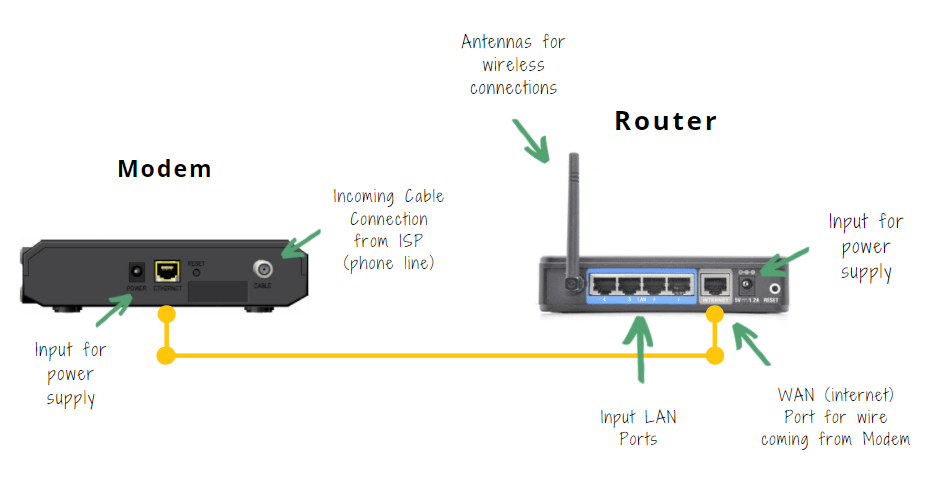 Antennas for
wireless
connections
Router
Modem
Incoming Cable
Connection
from ISP
(phone line)
Input for
power
supply
RESET
POWER
ETHERNET
CABLE
4 3 LAN 2 1
INTERNET
5V⎓1.2A
RESET
Input for
power
supply
Input LAN
Ports
WAN (internet)
Port for wire
coming from Modem